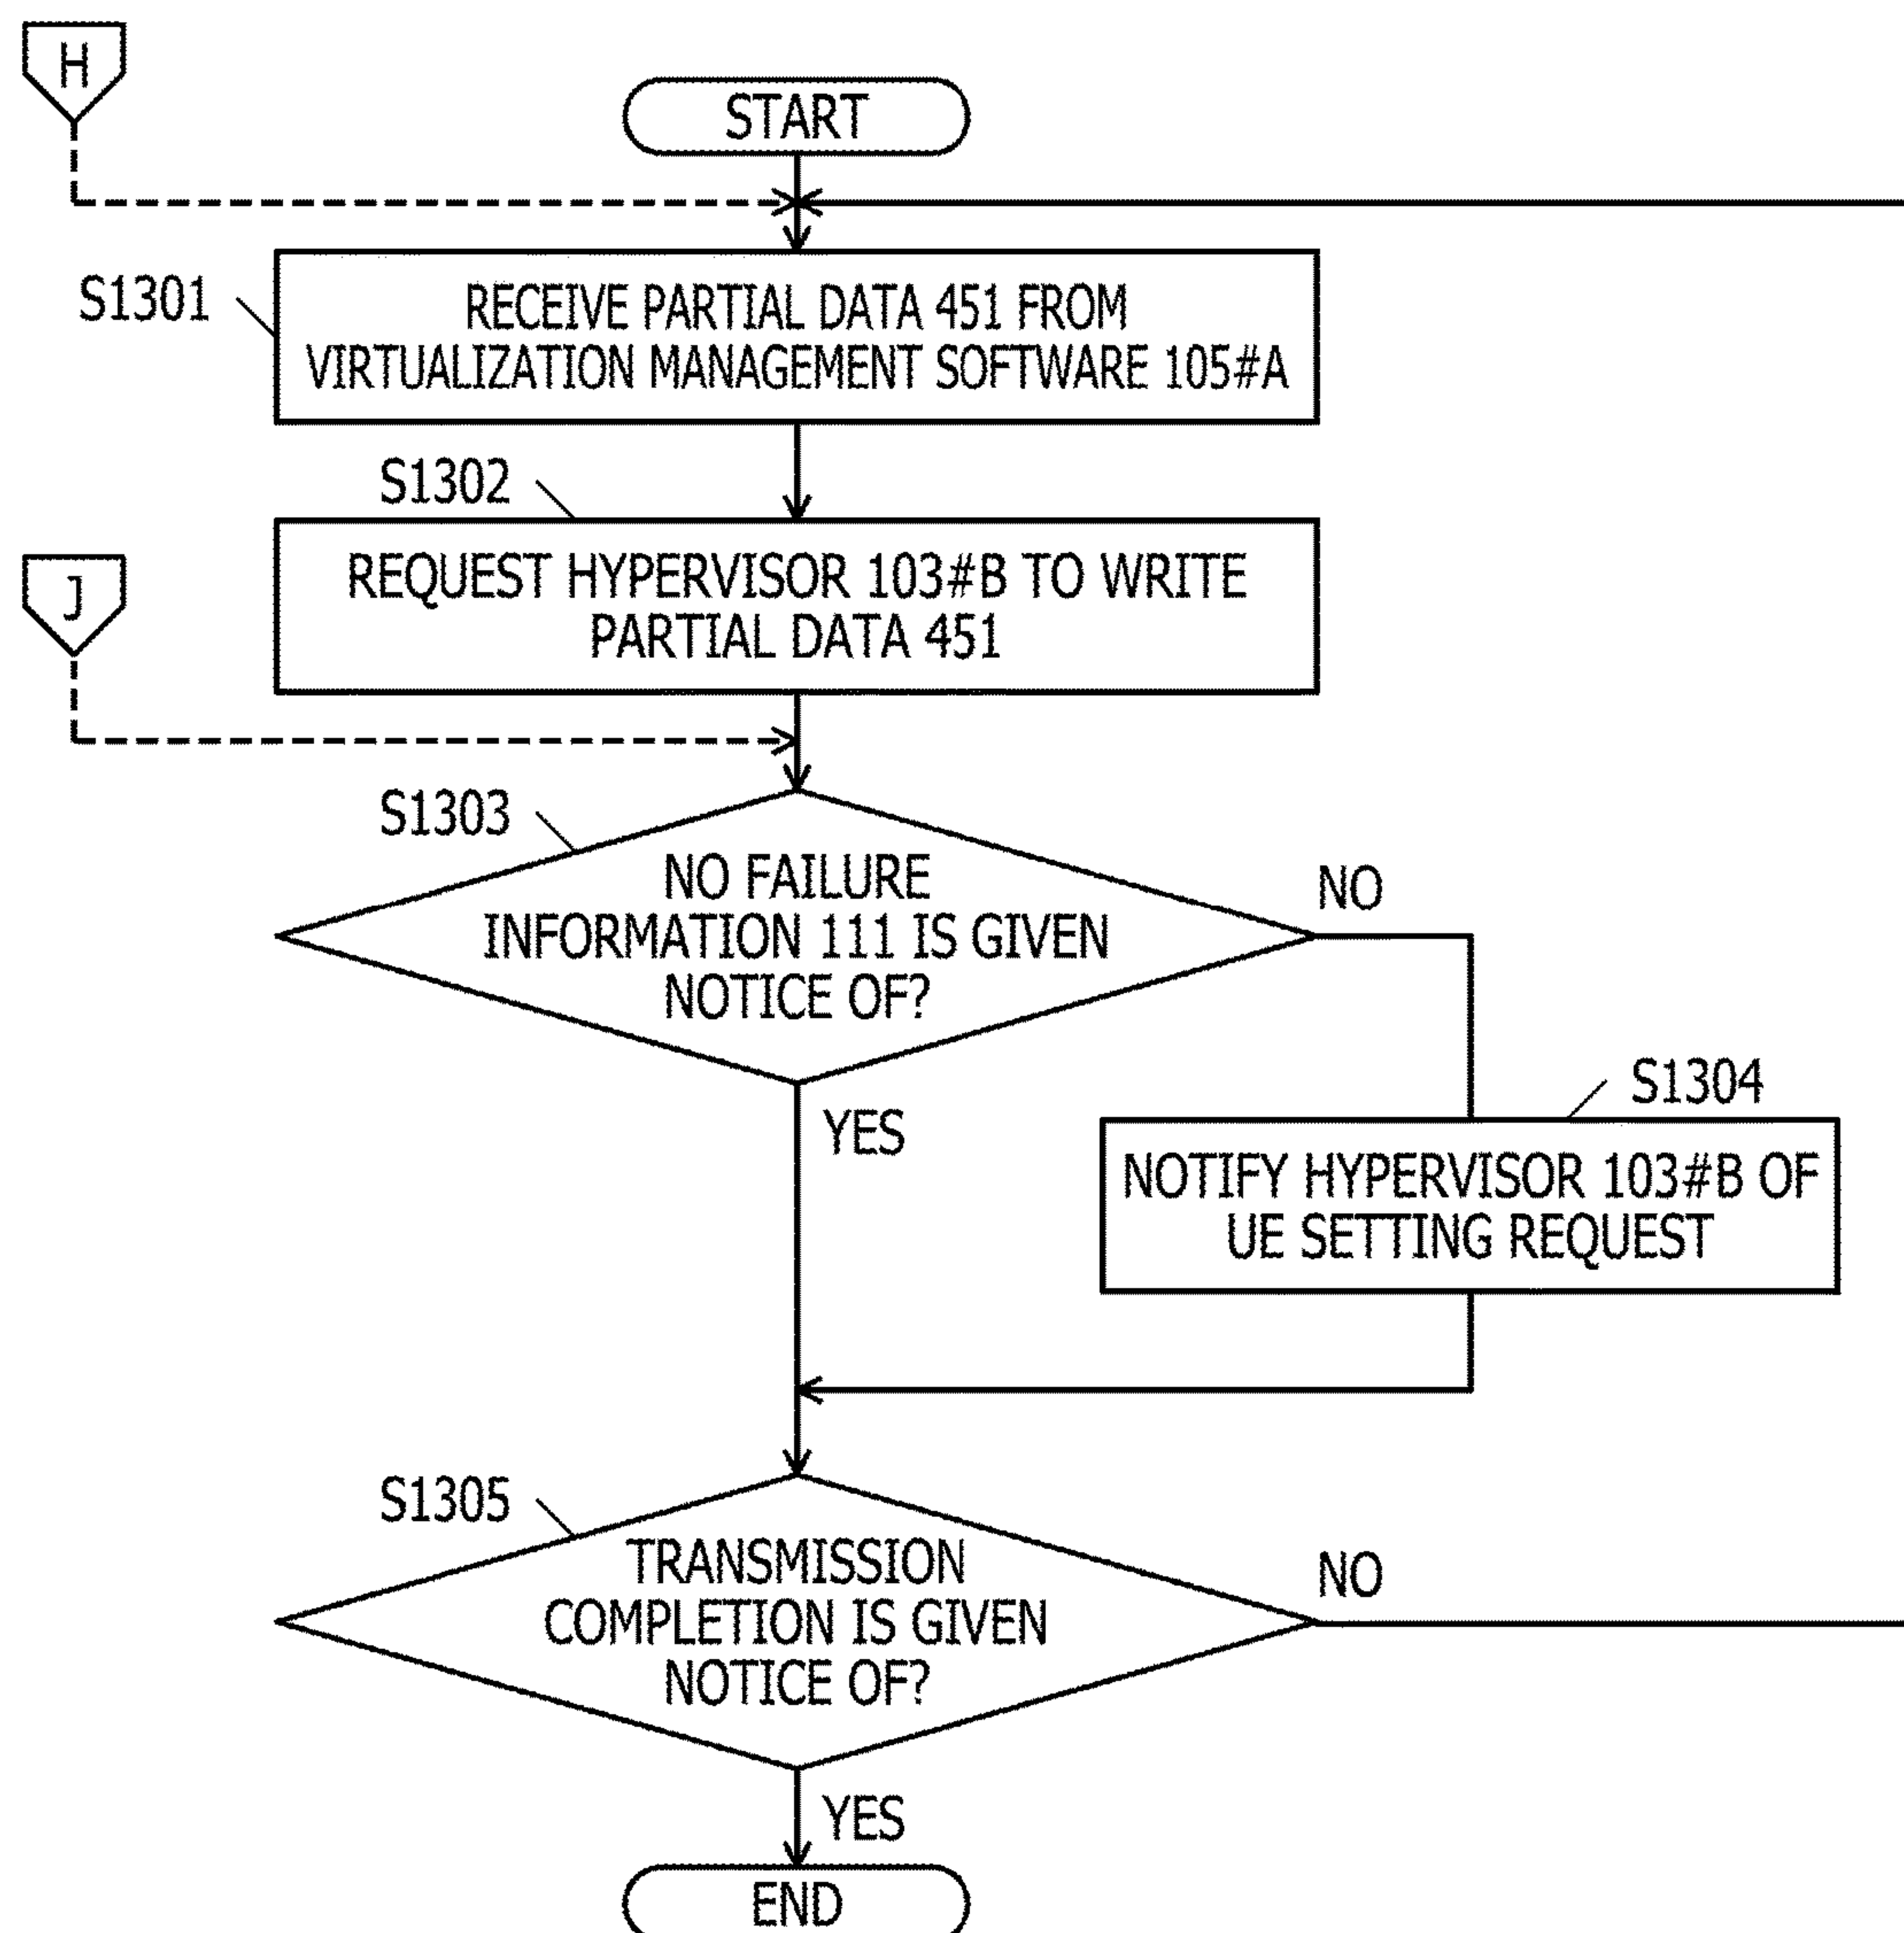 H
START
S1301
RECEIVE PARTIAL DATA 451 FROM
VIRTUALIZATION MANAGEMENT SOFTWARE 105#A
S1302
REQUEST HYPERVISOR 103#B TO WRITE
PARTIAL DATA 451
J
S1303
NO FAILURE
INFORMATION 111 IS GIVEN
NOTICE OF?
NO
YES
S1304
NOTIFY HYPERVISOR 103#B OF
UE SETTING REQUEST
S1305
TRANSMISSION
COMPLETION IS GIVEN
NOTICE OF?
NO
YES
END